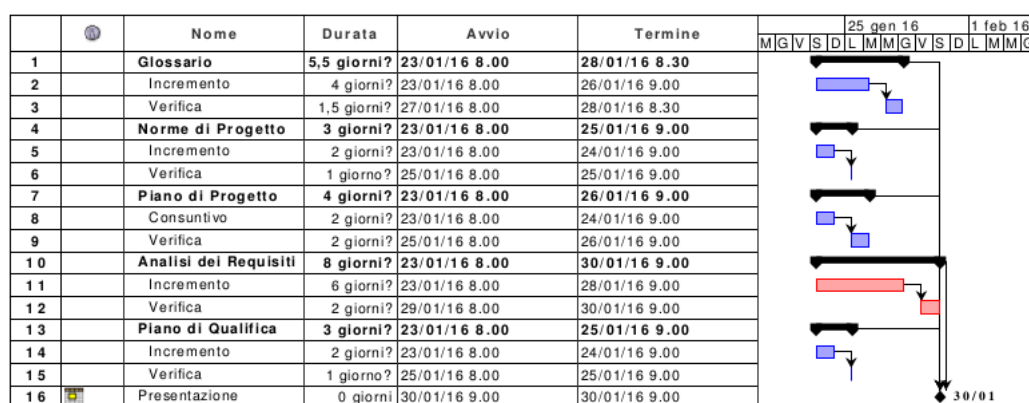 Nome Durata Avvio Termine 25 gen 16 1 feb 16
M G V S D L M M G V S D L M M G
1 Glossario 5,5 giorni? 23/01/16 8.00 28/01/16 8.30
2 Incremento 4 giorni? 23/01/16 8.00 26/01/16 9.00
3 Verifica 1,5 giorni? 27/01/16 8.00 28/01/16 8.30
4 Norme di Progetto 3 giorni? 23/01/16 8.00 25/01/16 9.00
5 Incremento 2 giorni? 23/01/16 8.00 24/01/16 9.00
6 Verifica 1 giorno? 25/01/16 8.00 25/01/16 9.00
7 Piano di Progetto 4 giorni? 23/01/16 8.00 26/01/16 9.00
8 Consuntivo 2 giorni? 23/01/16 8.00 24/01/16 9.00
9 Verifica 2 giorni? 25/01/16 8.00 26/01/16 9.00
10 Analisi dei Requisiti 8 giorni? 23/01/16 8.00 30/01/16 9.00
11 Incremento 6 giorni? 23/01/16 8.00 28/01/16 9.00
12 Verifica 2 giorni? 29/01/16 8.00 30/01/16 9.00
13 Piano di Qualifica 3 giorni? 23/01/16 8.00 25/01/16 9.00
14 Incremento 2 giorni? 23/01/16 8.00 24/01/16 9.00
15 Verifica 1 giorno? 25/01/16 8.00 25/01/16 9.00
16 Presentazione 0 giorni 30/01/16 9.00 30/01/16 9.00 30/01